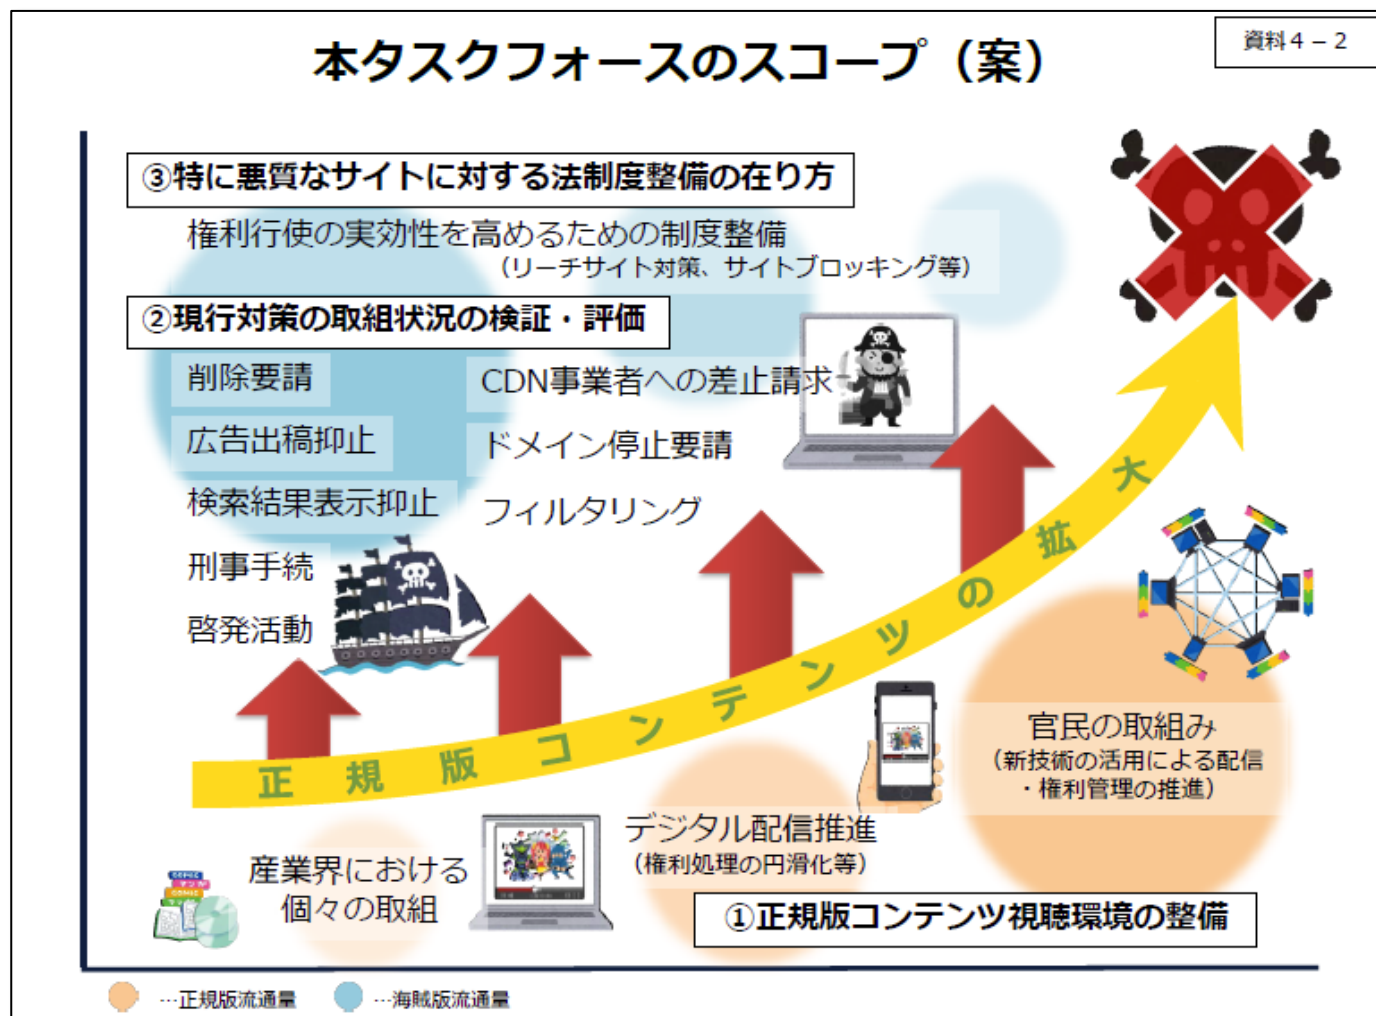 資料４－２
本タスクフォースのスコープ（案）
③特に悪質なサイトに対する法制度整備の在り方
権利行使の実効性を高めるための制度整備
（リーチサイト対策、サイトブロッキング等）
②現行対策の取組状況の検証・評価
削除要請
CDN事業者への差止請求
広告出稿抑止
ドメイン停止要請
検索結果表示抑止
フィルタリング
刑事手続
啓発活動
正規版コンテンツの拡大
官民の取組み
（新技術の活用による配信
・権利管理の推進）
デジタル配信推進
（権利処理の円滑化等）
産業界における
個々の取組
①正規版コンテンツ視聴環境の整備
…正規版流通量
…海賊版流通量